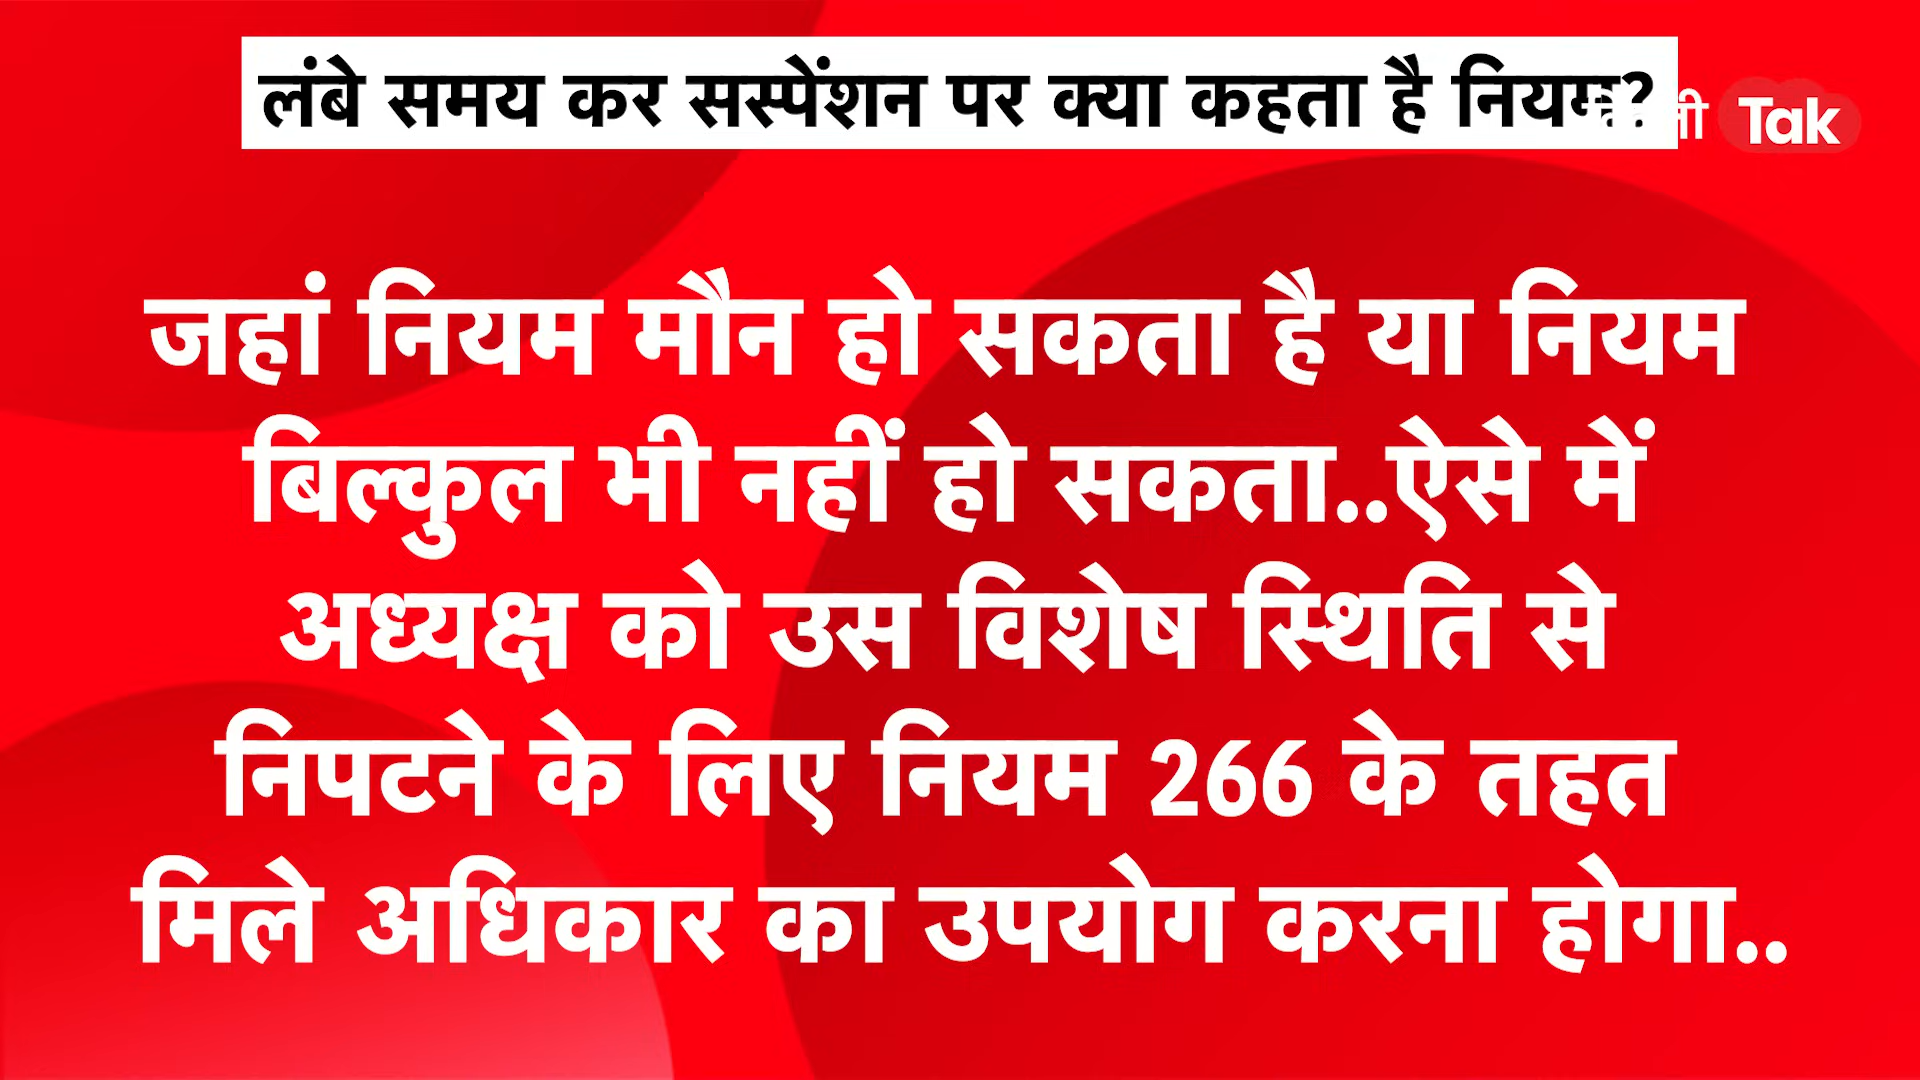 लंबे समय कर सस्पेंशन पर क्या कहता है नियम?
Tak
जहां नियम मौन हो सकता है या नियम
बिल्कुल भी नहीं हो सकता..ऐसे में
अध्यक्ष को उस विशेष स्थिति से
निपटने के लिए नियम 266 के तहत
मिले अधिकार का उपयोग करना होगा..